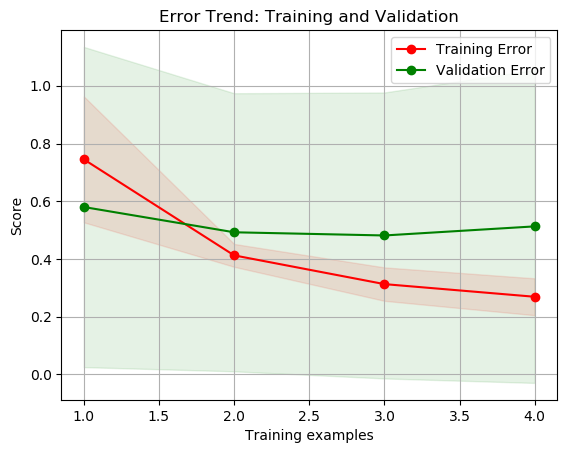 Error Trend: Training and Validation
Training Error
Validation Error
Score
1.0
0.8
0.6
0.4
0.2
0.0
1.0 1.5 2.0 2.5 3.0 3.5 4.0
Training examples